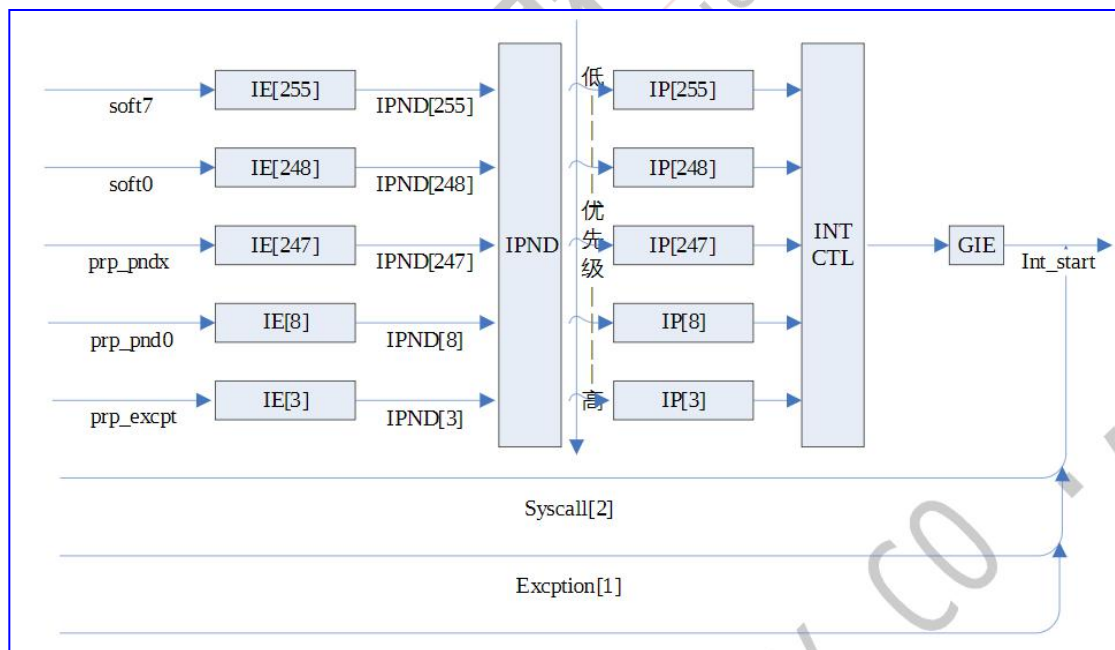 soft7
IE[255]
IPND[255]
低
IP[255]
soft0
IE[248]
IPND[248]
IP[248]
prp_pndx
IE[247]
IPND[247]
IPND
优先级
IP[247]
INT
CTL
GIE
Int_start
prp_pnd0
IE[8]
IPND[8]
IP[8]
prp_excpt
IE[3]
IPND[3]
高
IP[3]
Syscall[2]
Excption[1]